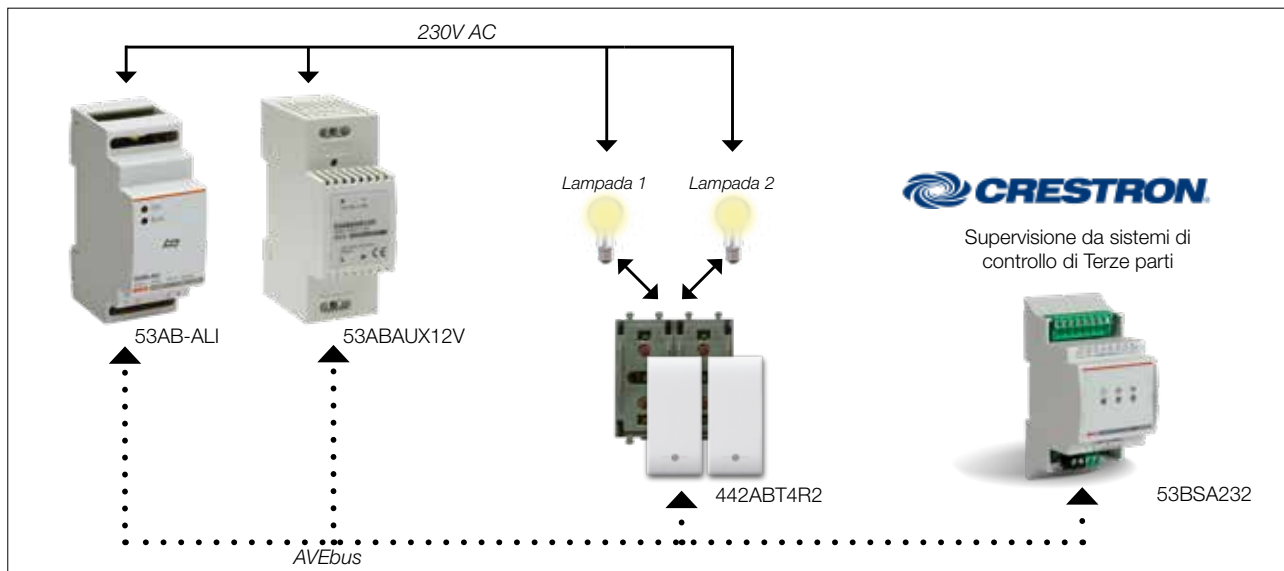 230V AC
Lampada 1
Lampada 2
CRESTRON
Supervisione da sistemi di
controllo di Terze parti
53AB-ALI
53ABAUX12V
442ABT4R2
53BSA232
AVEbus